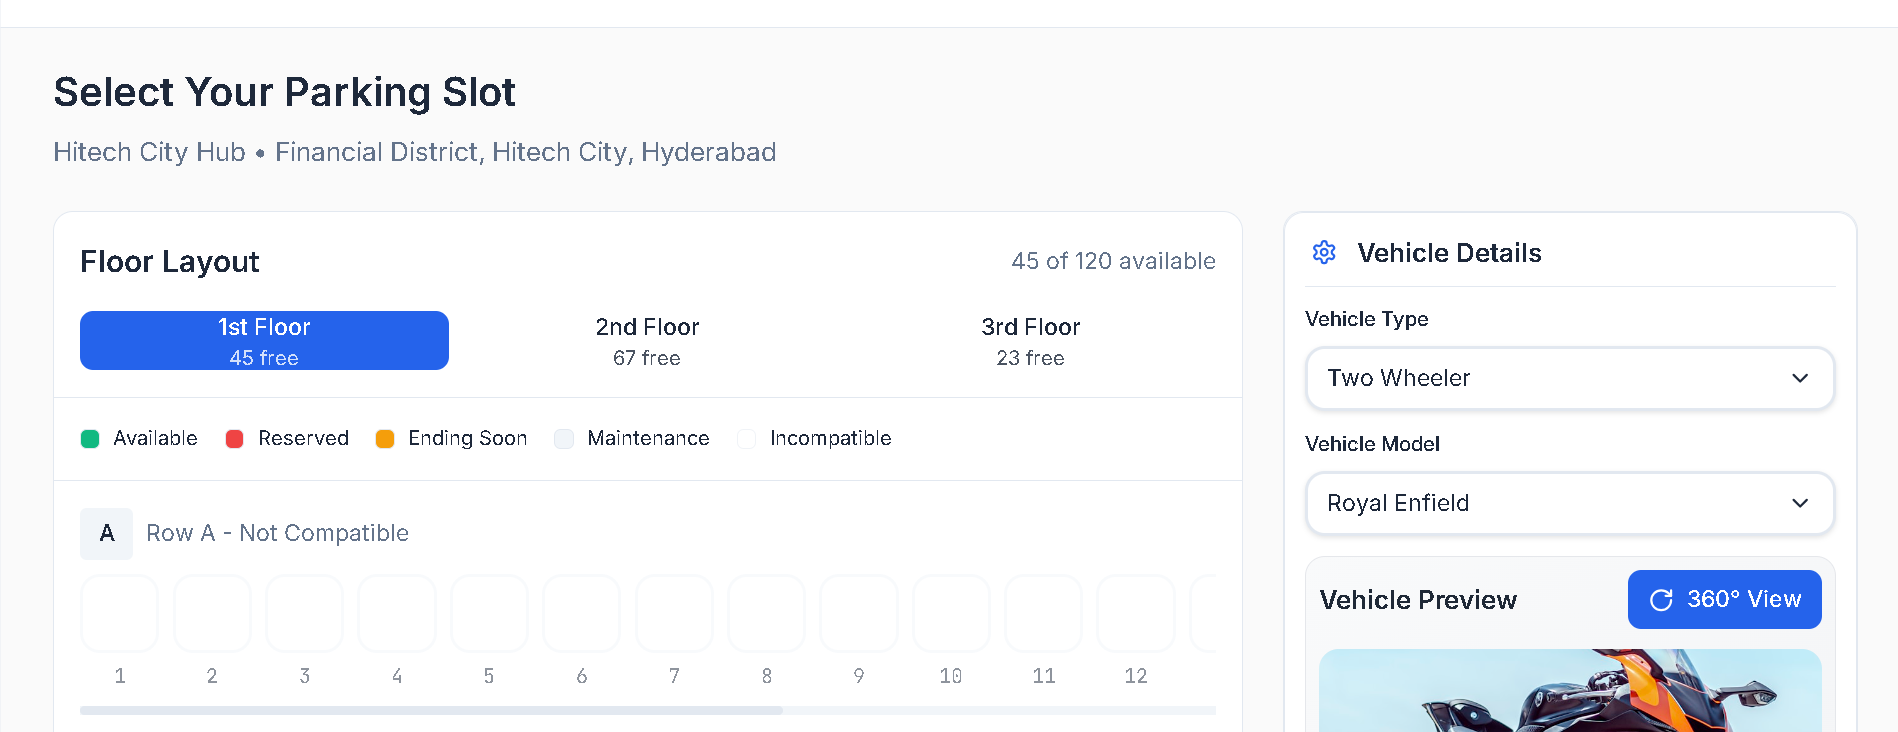 Select Your Parking Slot
Hitech City Hub • Financial District, Hitech City, Hyderabad
Floor Layout
45 of 120 available
1st Floor
45 free
2nd Floor
67 free
3rd Floor
23 free
Available
Reserved
Ending Soon
Maintenance
Incompatible
A
Row A - Not Compatible
1 2 3 4 5 6 7 8 9 10 11 12
Vehicle Details
Vehicle Type
Two Wheeler
Vehicle Model
Royal Enfield
Vehicle Preview
360° View